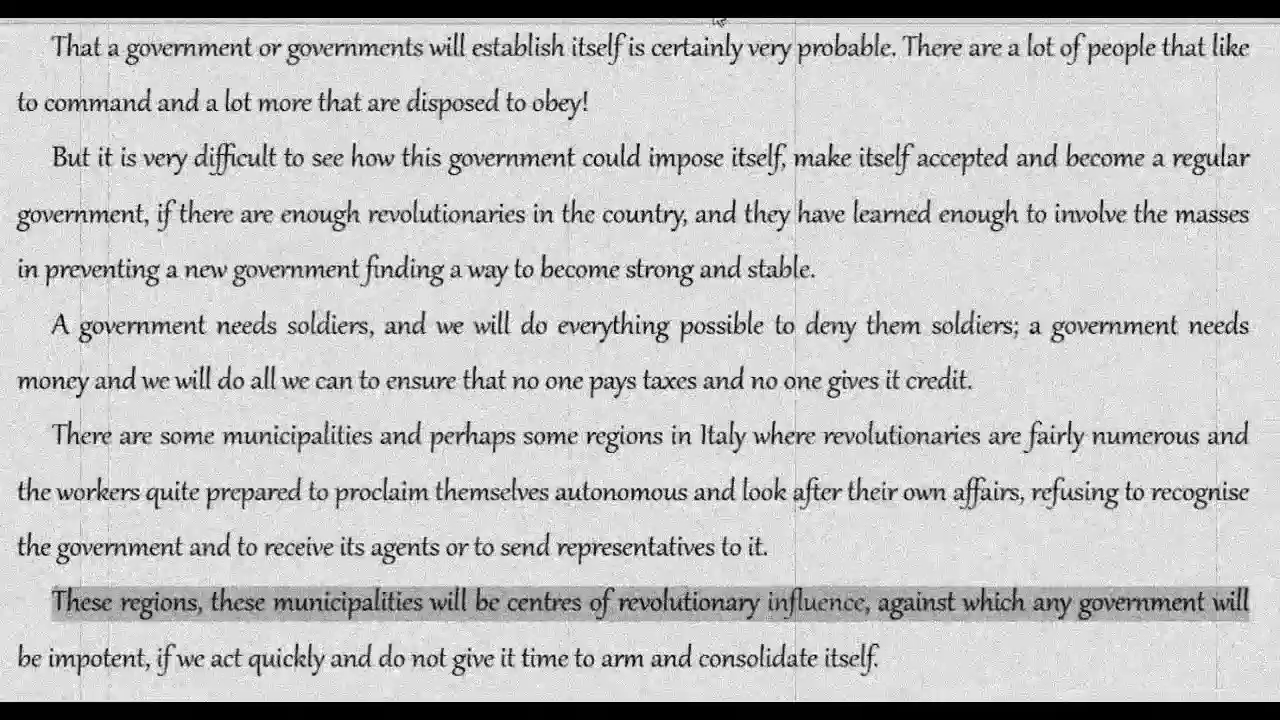 That a government or governments will establish itself is certainly very probable. There are a lot of people that like
to command and a lot more that are disposed to obey!
But it is very difficult to see how this government could impose itself, make itself accepted and become a regular
government, if there are enough revolutionaries in the country, and they have learned enough to involve the masses
in preventing a new government finding a way to become strong and stable.
A government needs soldiers, and we will do everything possible to deny them soldiers; a government needs
money and we will do all we can to ensure that no one pays taxes and no one gives it credit.
There are some municipalities and perhaps some regions in Italy where revolutionaries are fairly numerous and
the workers quite prepared to proclaim themselves autonomous and look after their own affairs, refusing to recognise
the government and to receive its agents or to send representatives to it.
These regions, these municipalities will be centres of revolutionary influence, against which any government will
be impotent, if we act quickly and do not give it time to arm and consolidate itself.